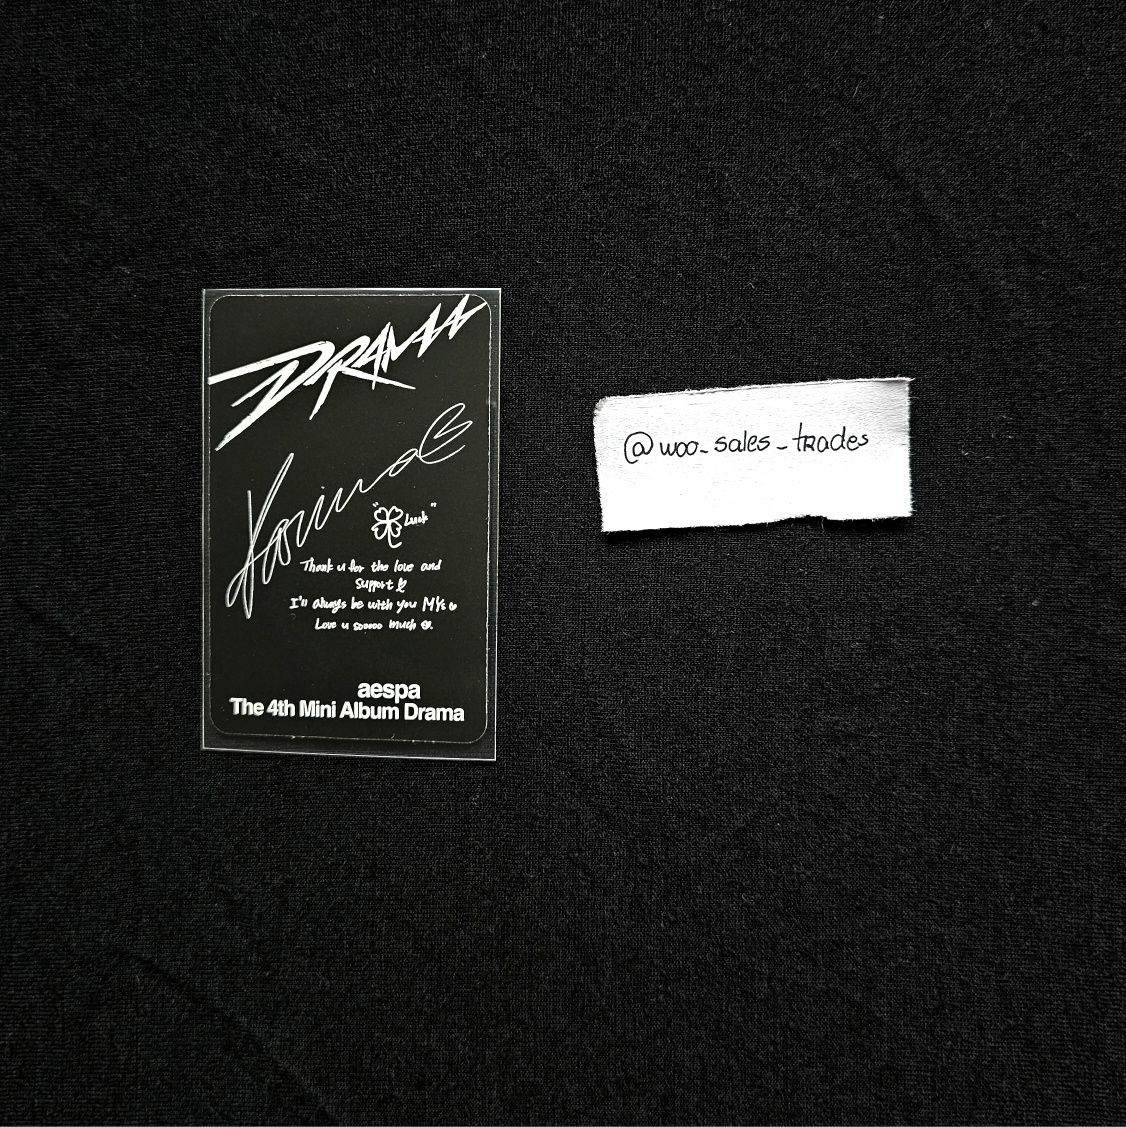 DRAMA
Karina
"🍀Luck"
Thank u for the love and
support
I'll always be with you MYs
Love u sooooo much
aespa
The 4th Mini Album Drama
@woo_sales_trades